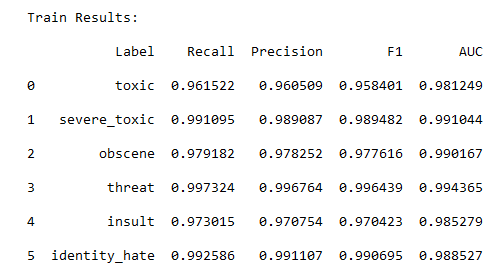 Train Results:
Label Recall Precision F1 AUC
0 toxic 0.961522 0.960509 0.958401 0.981249
1 severe_toxic 0.991095 0.989087 0.989482 0.991044
2 obscene 0.979182 0.978252 0.977616 0.990167
3 threat 0.997324 0.996764 0.996439 0.994365
4 insult 0.973015 0.970754 0.970423 0.985279
5 identity_hate 0.992586 0.991107 0.990695 0.988527